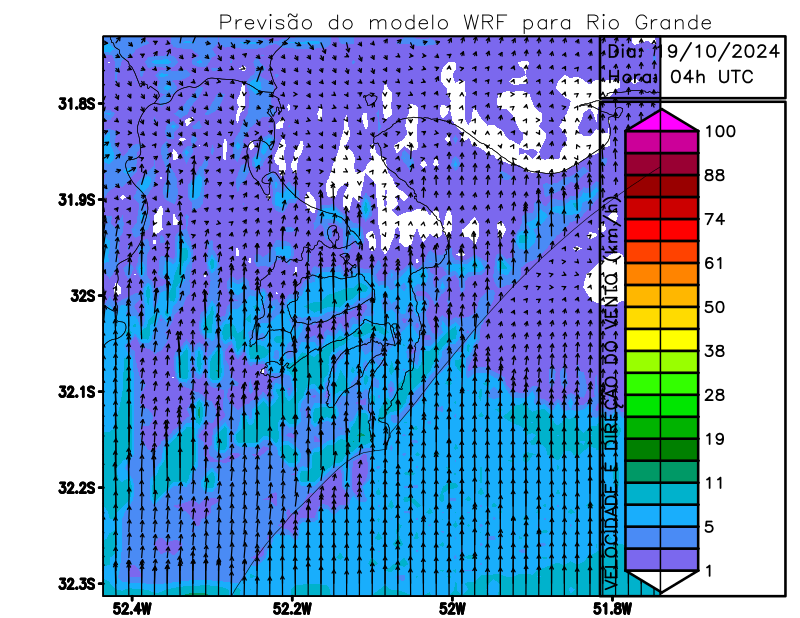 Previsão do modelo WRF para Rio Grande
Dia: 19/10/2024
Hora: 04h UTC
31.8S
31.9S
32S
32.1S
32.2S
32.3S
52.4W
52.2W
52W
51.8W
VELOCIDADE E DIREÇÃO DO VENTO (km/h)
100
88
74
61
50
38
28
19
11
5
1